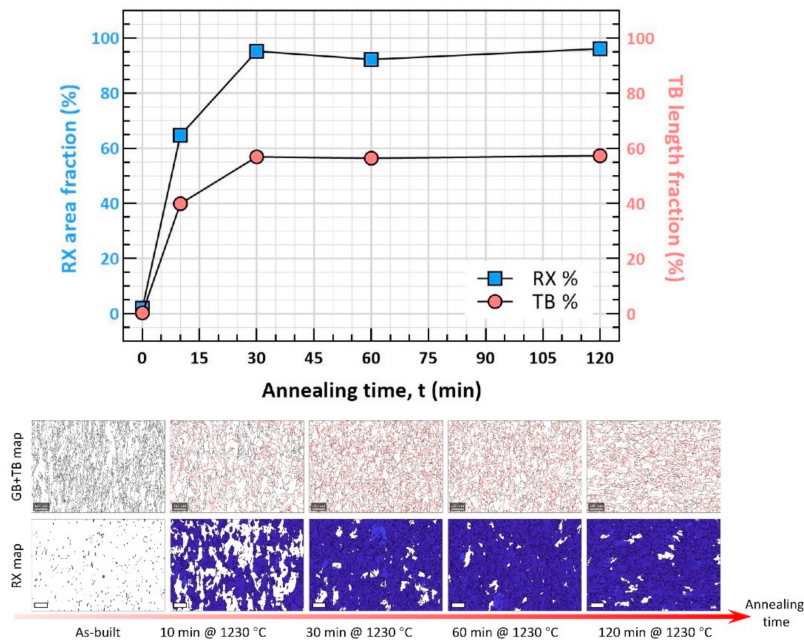 100
80
60
40
20
0
RX area fraction (%)
100
80
60
40
20
0
TB length fraction (%)
RX %
TB %
0 15 30 45 60 75 90 105 120
Annealing time, t (min)
GB+TB map
RX map
Annealing
time
As-built 10 min @ 1230 °C 30 min @ 1230 °C 60 min @ 1230 °C 120 min @ 1230 °C